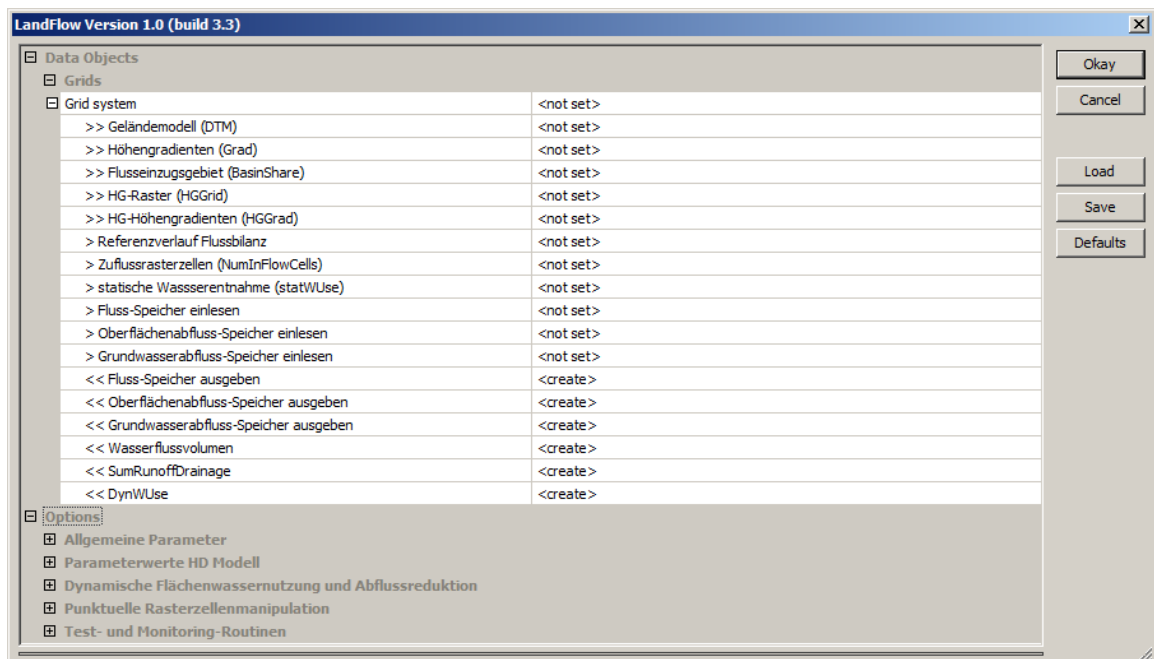 LandFlow Version 1.0 (build 3.3)
Data Objects
Grids
Grid system <not set>
>> Geländemodell (DTM) <not set>
>> Höhengradienten (Grad) <not set>
>> Flusseinzugsgebiet (BasinShare) <not set>
>> HG-Raster (HGGrid) <not set>
>> HG-Höhengradienten (HGGrad) <not set>
> Referenzverlauf Flussbilanz <not set>
> Zuflussrasterzellen (NumInFlowCells) <not set>
> statische Wassserentnahme (statWUse) <not set>
> Fluss-Speicher einlesen <not set>
> Oberflächenabfluss-Speicher einlesen <not set>
> Grundwasserabfluss-Speicher einlesen <not set>
<< Fluss-Speicher ausgeben <create>
<< Oberflächenabfluss-Speicher ausgeben <create>
<< Grundwasserabfluss-Speicher ausgeben <create>
<< Wasserflussvolumen <create>
<< SumRunoffDrainage <create>
<< DynWUse <create>
Options
Allgemeine Parameter
Parameterwerte HD Modell
Dynamische Flächenwassernutzung und Abflussreduktion
Punktuelle Rasterzellenmanipulation
Test- und Monitoring-Routinen
Okay
Cancel
Load
Save
Defaults